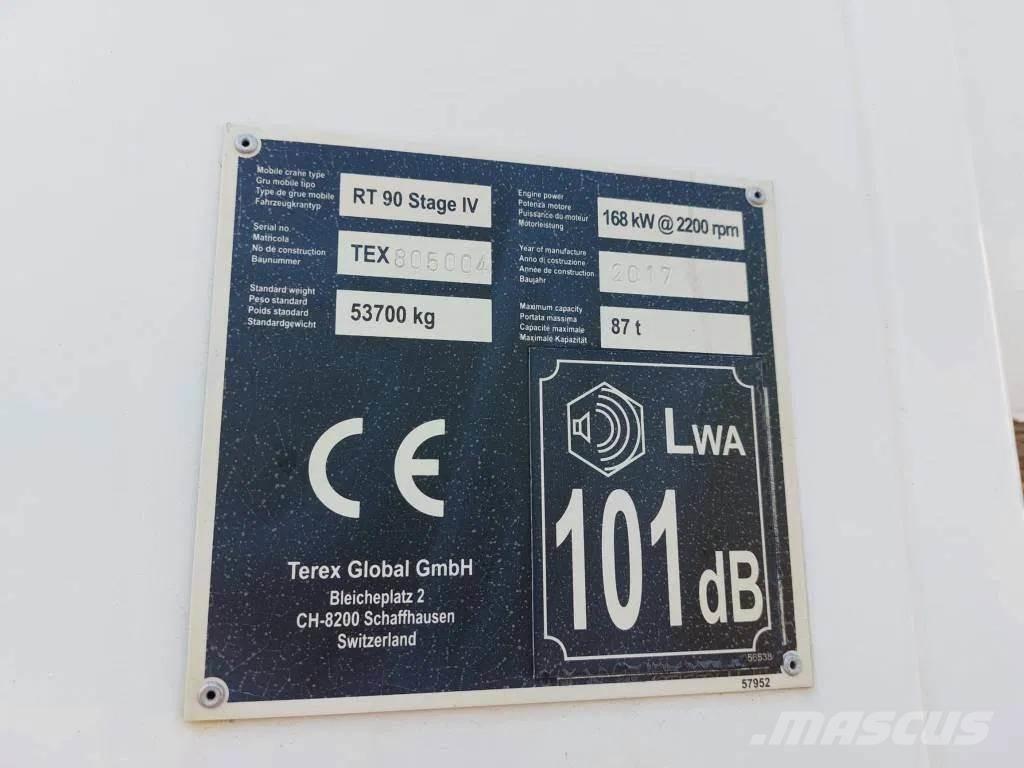 Mobile crane type
Gru mobile tipo
Type de grue mobile
Fahrzeugkrantyp
RT 90 Stage IV
Engine power
Potenza motore
Puissance du moteur
Motorleistung
168 kW @ 2200 rpm
Serial no.
Matricola
No de construction
Baunummer
TEX 805004
Year of manufacture
Anno di costruzione
Année de construction
Baujahr
2017
Standard weight
Peso standard
Poids standard
Standardgewicht
53700 kg
Maximum capacity
Portata massima
Capacité maximale
Maximale Kapazität
87 t
CE
Terex Global GmbH
Bleicheplatz 2
CH-8200 Schaffhausen
Switzerland
LWA
101 dB
56538
57952
MASCUS